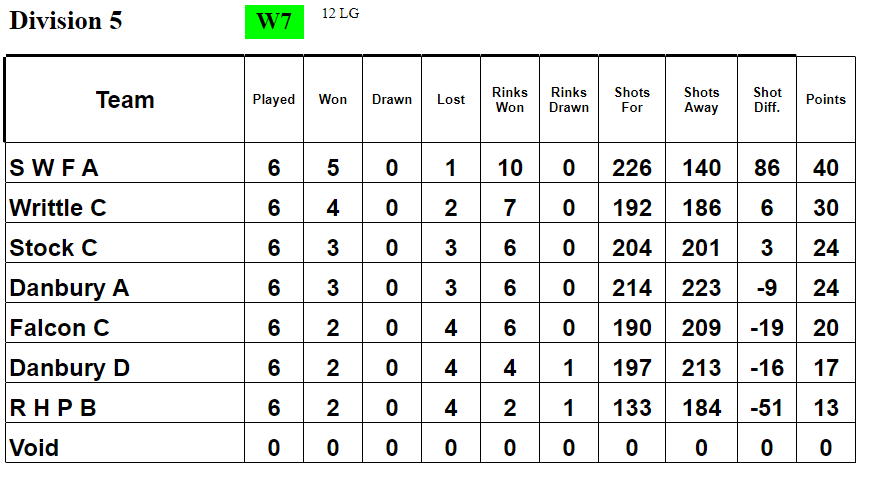 Division 5 W7 12 LG
Team Played Won Drawn Lost Rinks Won Rinks Drawn Shots For Shots Away Shot Diff. Points
S W F A 6 5 0 1 10 0 226 140 86 40
Writtle C 6 4 0 2 7 0 192 186 6 30
Stock C 6 3 0 3 6 0 204 201 3 24
Danbury A 6 3 0 3 6 0 214 223 -9 24
Falcon C 6 2 0 4 6 0 190 209 -19 20
Danbury D 6 2 0 4 4 1 197 213 -16 17
R H P B 6 2 0 4 2 1 133 184 -51 13
Void 0 0 0 0 0 0 0 0 0 0